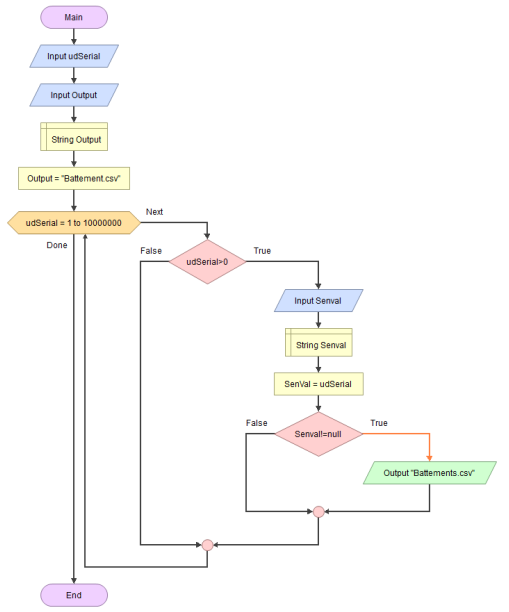 Main
Input udSerial
Input Output
String Output
Output = "Battement.csv"
udSerial = 1 to 10000000
Next
Done
False
True
udSerial>0
Input Senval
String Senval
SenVal = udSerial
False
True
Senval!=null
Output "Battements.csv"
End